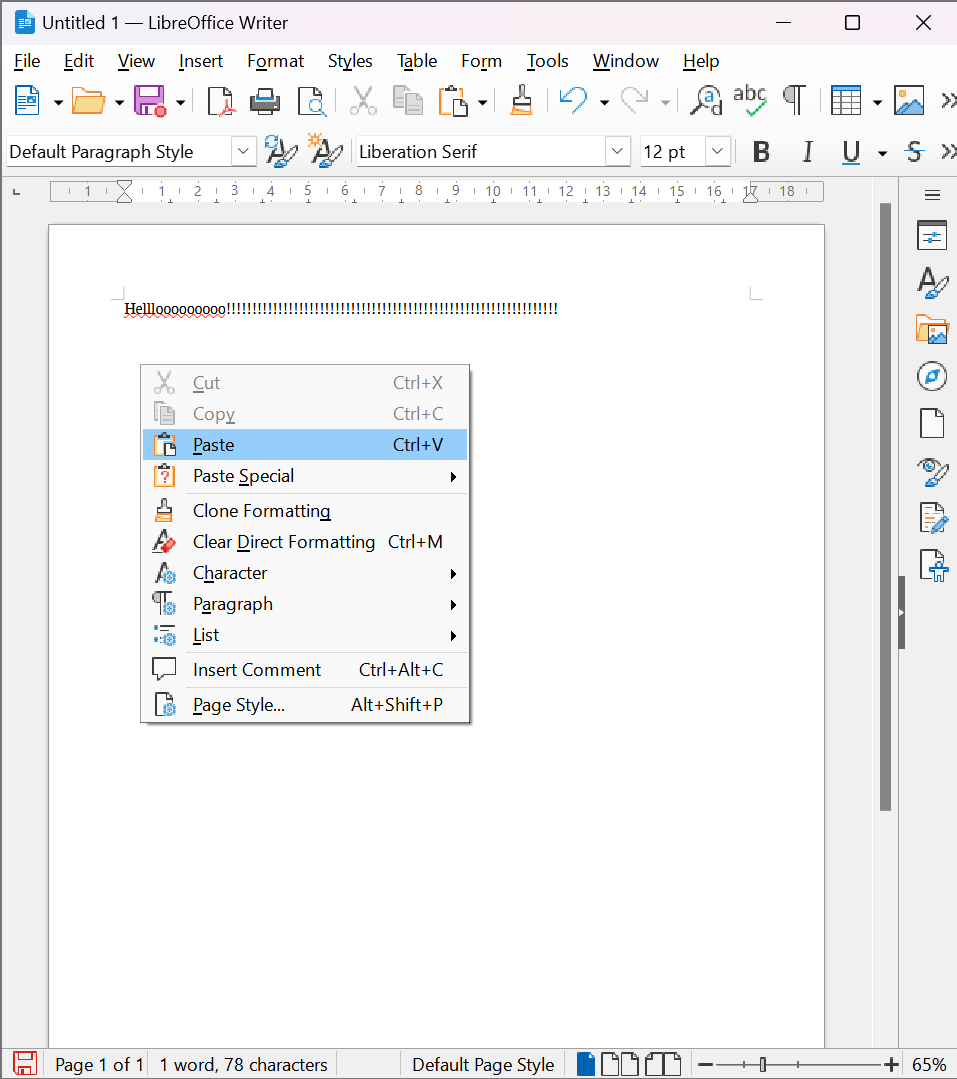 Untitled 1 — LibreOffice Writer
File Edit View Insert Format Styles Table Form Tools Window Help
abc
Default Paragraph Style Liberation Serif 12 pt B I U S
1 1 2 3 4 5 6 7 8 9 10 11 12 13 14 15 16 17 18
Helllooooooooo!!!!!!!!!!!!!!!!!!!!!!!!!!!!!!!!!!!!!!!!!!!!!!!!!!!!!!!!!!!!!!!!
Cut Ctrl+X
Copy Ctrl+C
Paste Ctrl+V
Paste Special
Clone Formatting
Clear Direct Formatting Ctrl+M
Character
Paragraph
List
Insert Comment Ctrl+Alt+C
Page Style... Alt+Shift+P
Page 1 of 1 1 word, 78 characters Default Page Style 65%